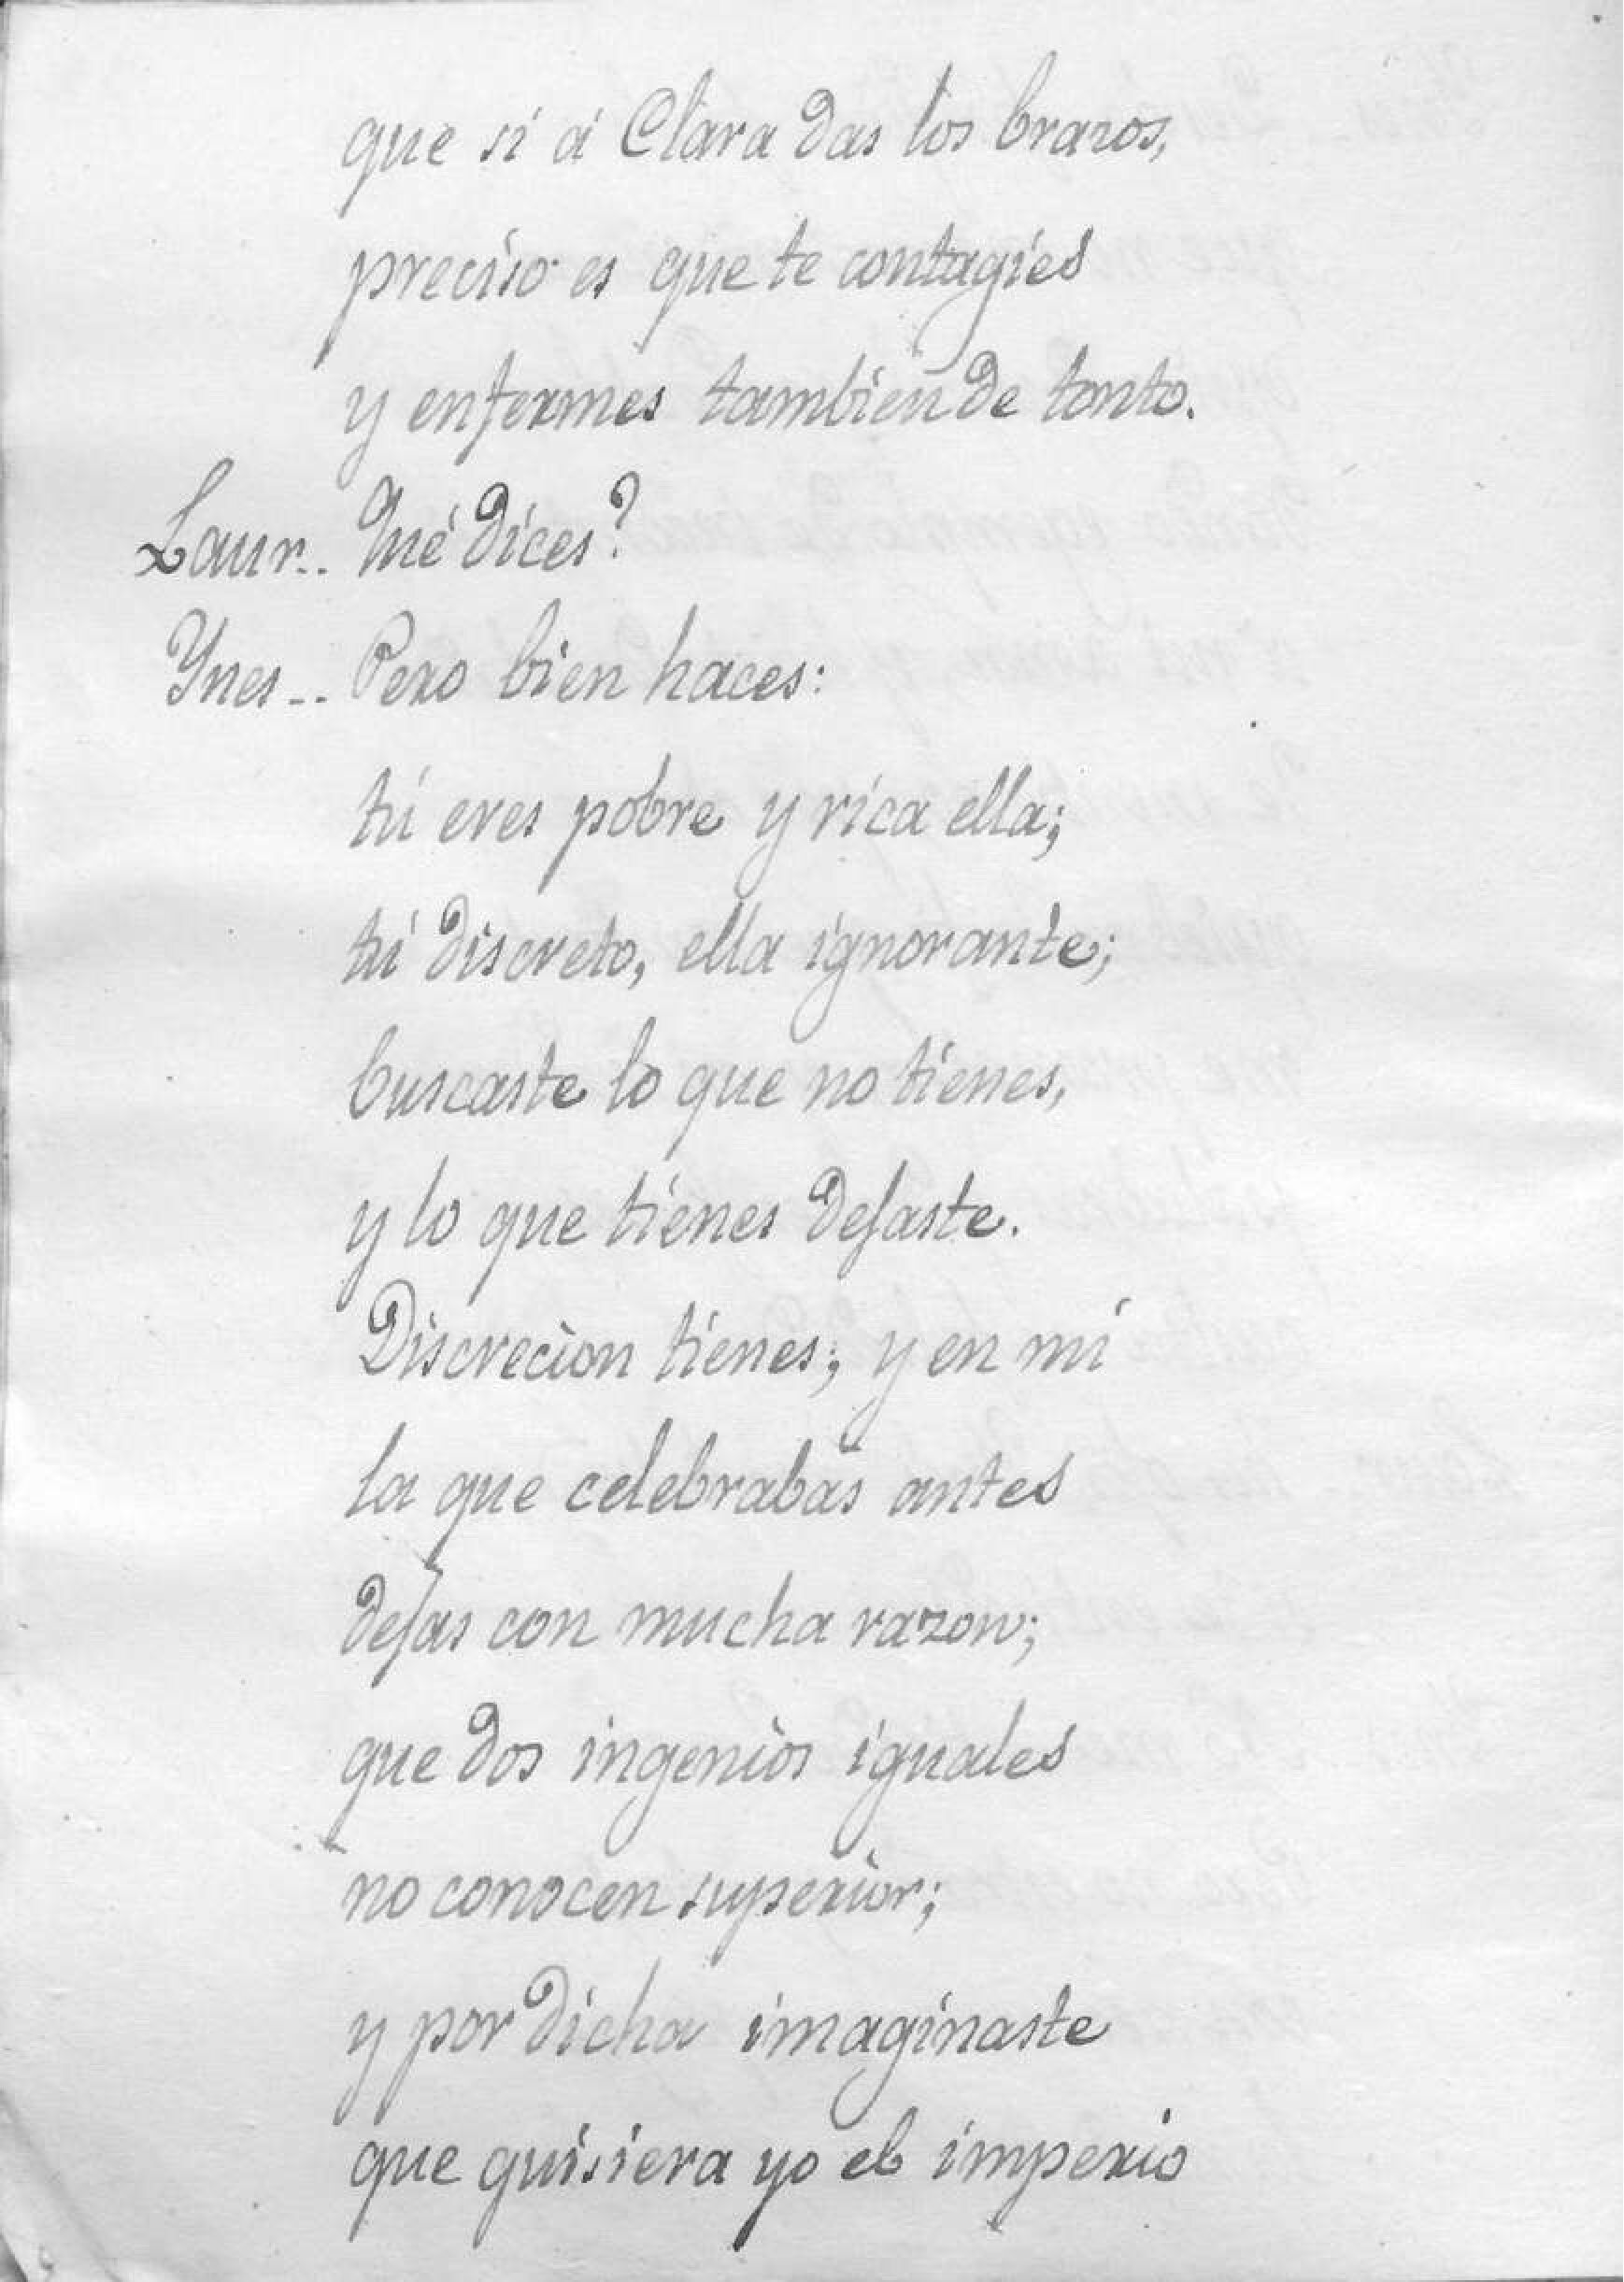 que si á Clara das los brazos,
preciso es que te contagies
y enfermes tambien de tonto.
Laur.. Qué dices?
Ynes -- Pero bien haces:
tú eres pobre y rica ella;
tú discreto, ella ignorante;
buscaste lo que no tienes,
y lo que tienes dejaste.
Discrecion tienes; y en mí
la que celebrabas antes
dejas con mucha razon;
que dos ingenios iguales
no conocen superior;
y por dicha imaginaste
que quisiera yo el imperio